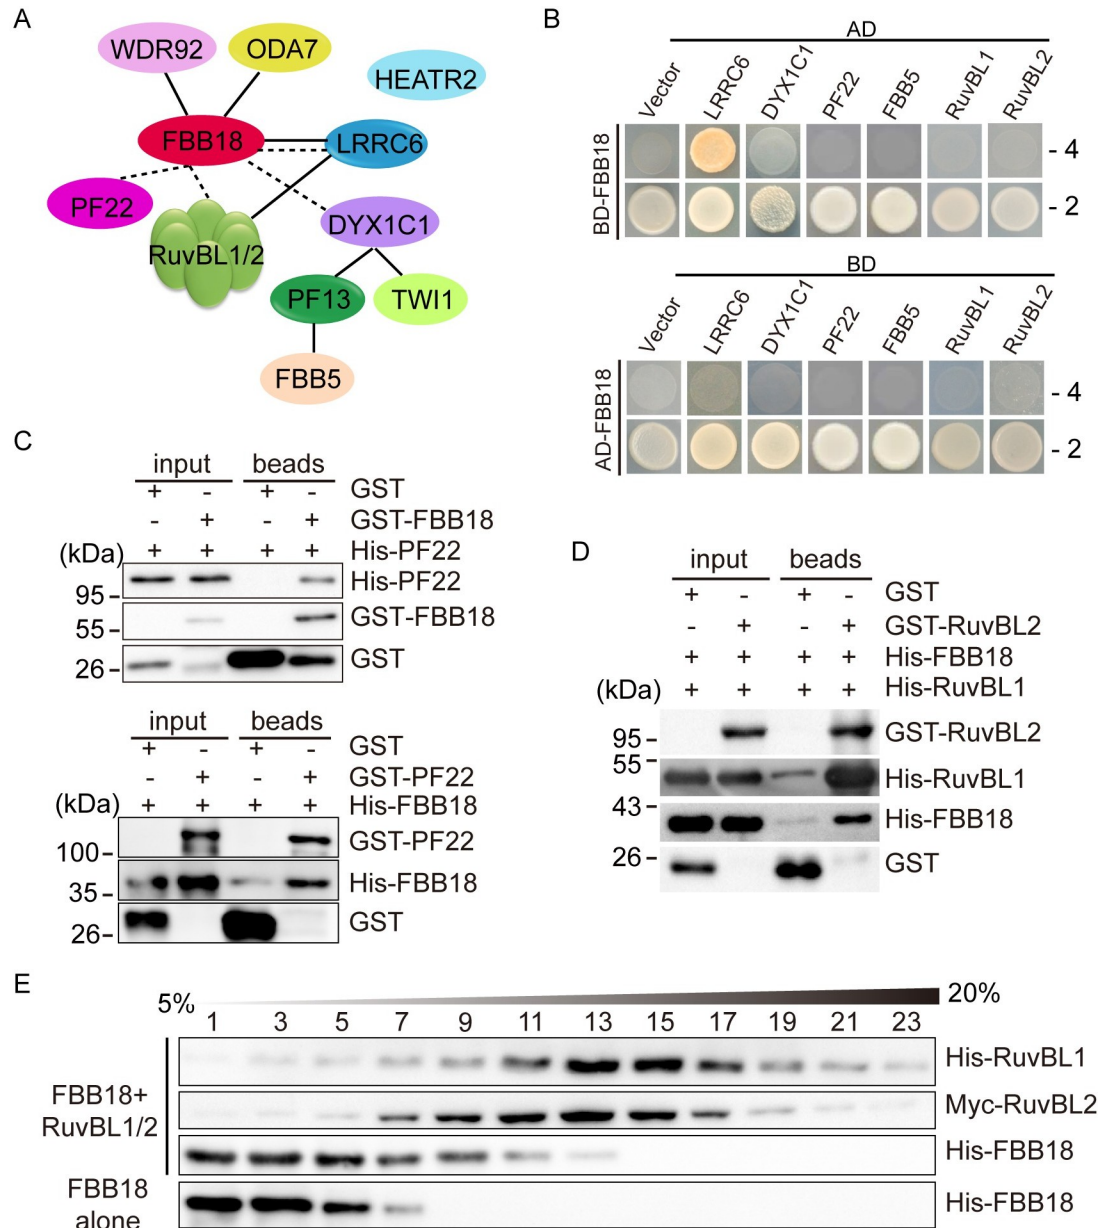 A
WDR92
ODA7
HEATR2
FBB18
LRRC6
PF22
DYX1C1
RuvBL1/2
PF13
TWI1
FBB5
B
AD
Vector
LRRC6
DYX1C1
PF22
FBB5
RuvBL1
RuvBL2
BD-FBB18
- 4
- 2
BD
Vector
LRRC6
DYX1C1
PF22
FBB5
RuvBL1
RuvBL2
AD-FBB18
- 4
- 2
C
input beads
+ - + - GST
- + - + GST-FBB18
(kDa) + + + + His-PF22
His-PF22
95
GST-FBB18
55
GST
26
input beads
+ - + - GST
- + - + GST-PF22
(kDa) + + + + His-FBB18
GST-PF22
100
His-FBB18
35
GST
26
D
input beads
+ - + - GST
- + - + GST-RuvBL2
+ + + + His-FBB18
(kDa) + + + + His-RuvBL1
GST-RuvBL2
95
55
His-RuvBL1
43
His-FBB18
26
GST
E
5% 20%
1 3 5 7 9 11 13 15 17 19 21 23
His-RuvBL1
FBB18+
RuvBL1/2
Myc-RuvBL2
His-FBB18
FBB18
alone
His-FBB18